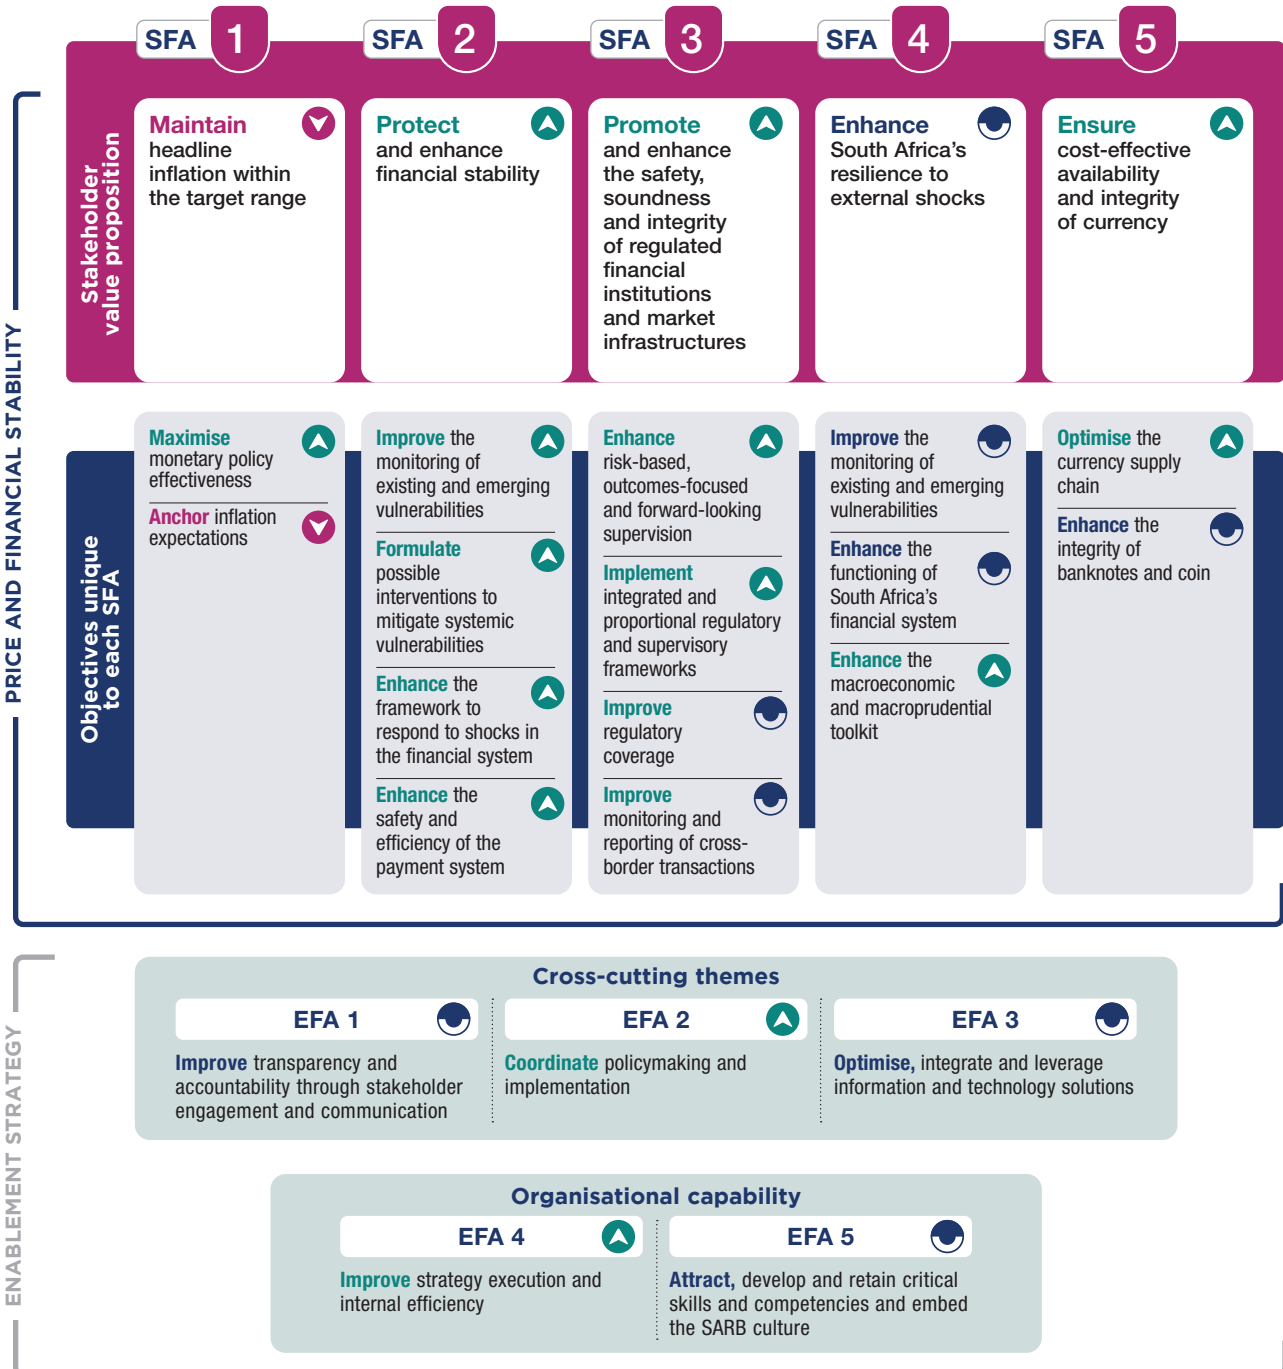 SFA 1
SFA 2
SFA 3
SFA 4
SFA 5
PRICE AND FINANCIAL STABILITY
Stakeholder
value proposition
Maintain
headline
inflation within
the target range
Protect
and enhance
financial stability
Promote
and enhance
the safety,
soundness
and integrity
of regulated
financial
institutions
and market
infrastructures
Enhance
South Africa's
resilience to
external shocks
Ensure
cost-effective
availability
and integrity
of currency
Objectives unique
to each SFA
Maximise
monetary policy
effectiveness
Anchor inflation
expectations
Improve the
monitoring of
existing and emerging
vulnerabilities
Formulate
possible
interventions to
mitigate systemic
vulnerabilities
Enhance the
framework to
respond to shocks in
the financial system
Enhance the
safety and
efficiency of the
payment system
Enhance
risk-based,
outcomes-focused
and forward-looking
supervision
Implement
integrated and
proportional regulatory
and supervisory
frameworks
Improve
regulatory
coverage
Improve
monitoring and
reporting of cross-
border transactions
Improve the
monitoring of
existing and emerging
vulnerabilities
Enhance the
functioning of
South Africa's
financial system
Enhance the
macroeconomic
and macroprudential
toolkit
Optimise the
currency supply
chain
Enhance the
integrity of
banknotes and coin
ENABLEMENT STRATEGY
Cross-cutting themes
EFA 1
Improve transparency and
accountability through stakeholder
engagement and communication
EFA 2
Coordinate policymaking and
implementation
EFA 3
Optimise, integrate and leverage
information and technology solutions
Organisational capability
EFA 4
Improve strategy execution and
internal efficiency
EFA 5
Attract, develop and retain critical
skills and competencies and embed
the SARB culture